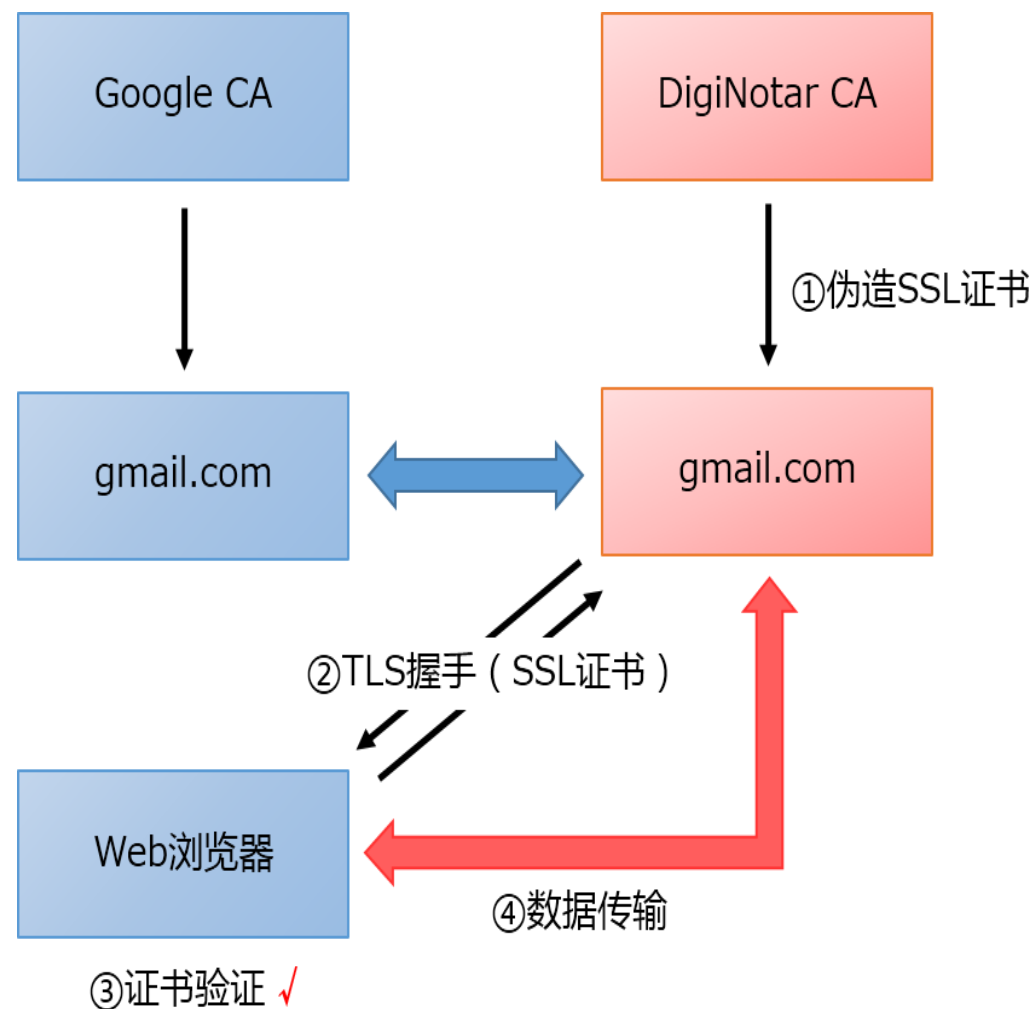 Google CA
DigiNotar CA
①伪造SSL证书
gmail.com
gmail.com
②TLS握手（SSL证书）
Web浏览器
④数据传输
③证书验证 √